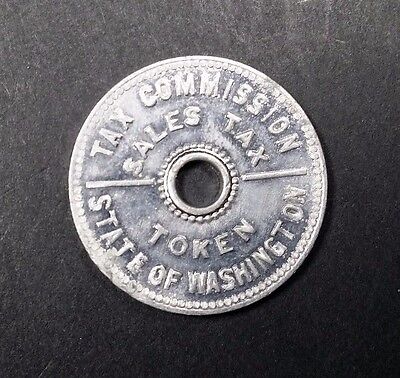 TAX COMMISSION
SALES TAX
TOKEN
STATE OF WASHINGTON